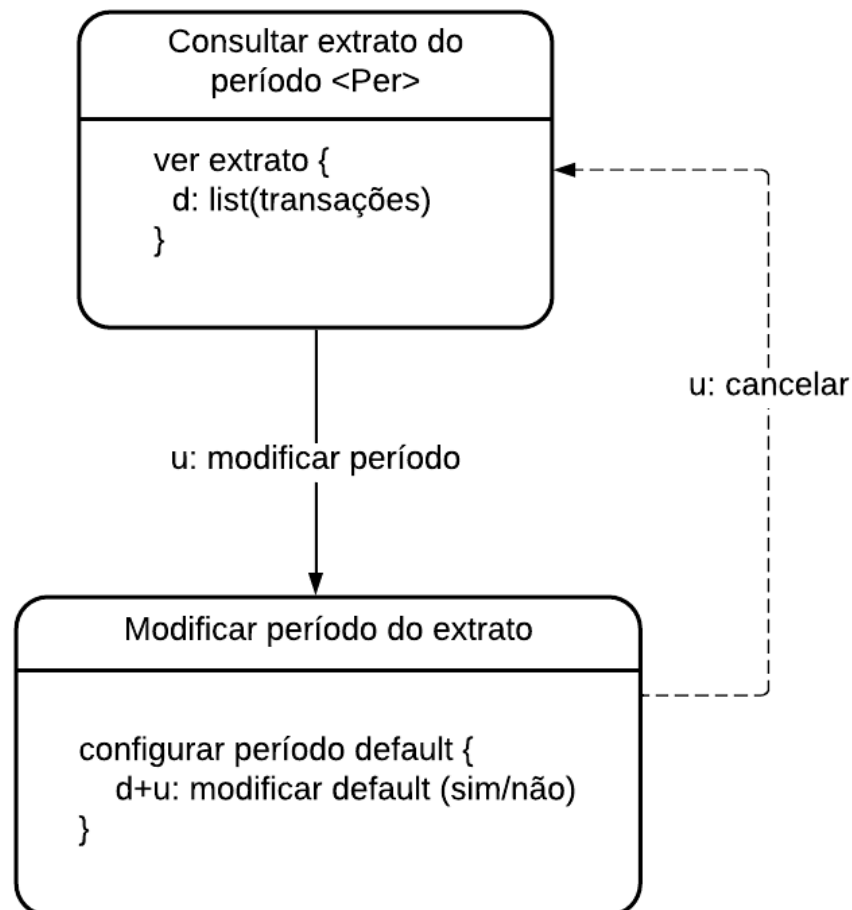 Consultar extrato do
período <Per>
ver extrato {
d: list(transações)
}
u: cancelar
u: modificar período
Modificar período do extrato
configurar período default {
d+u: modificar default (sim/não)
}